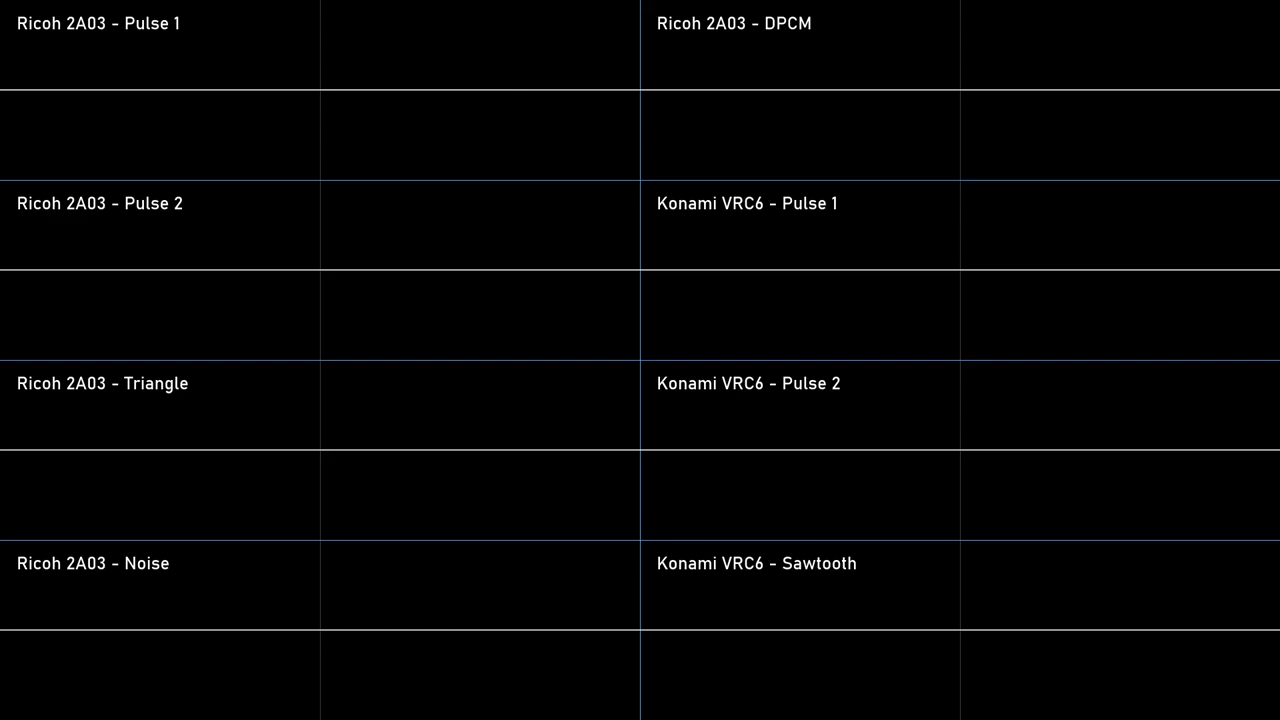 Ricoh 2A03 - Pulse 1
Ricoh 2A03 - DPCM
Ricoh 2A03 - Pulse 2
Konami VRC6 - Pulse 1
Ricoh 2A03 - Triangle
Konami VRC6 - Pulse 2
Ricoh 2A03 - Noise
Konami VRC6 - Sawtooth